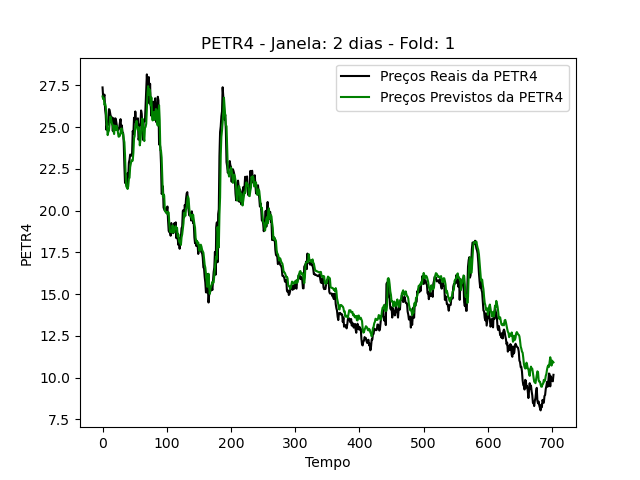 PETR4 - Janela: 2 dias - Fold: 1
Preços Reais da PETR4
Preços Previstos da PETR4
PETR4
27.5
25.0
22.5
20.0
17.5
15.0
12.5
10.0
7.5
0 100 200 300 400 500 600 700
Tempo